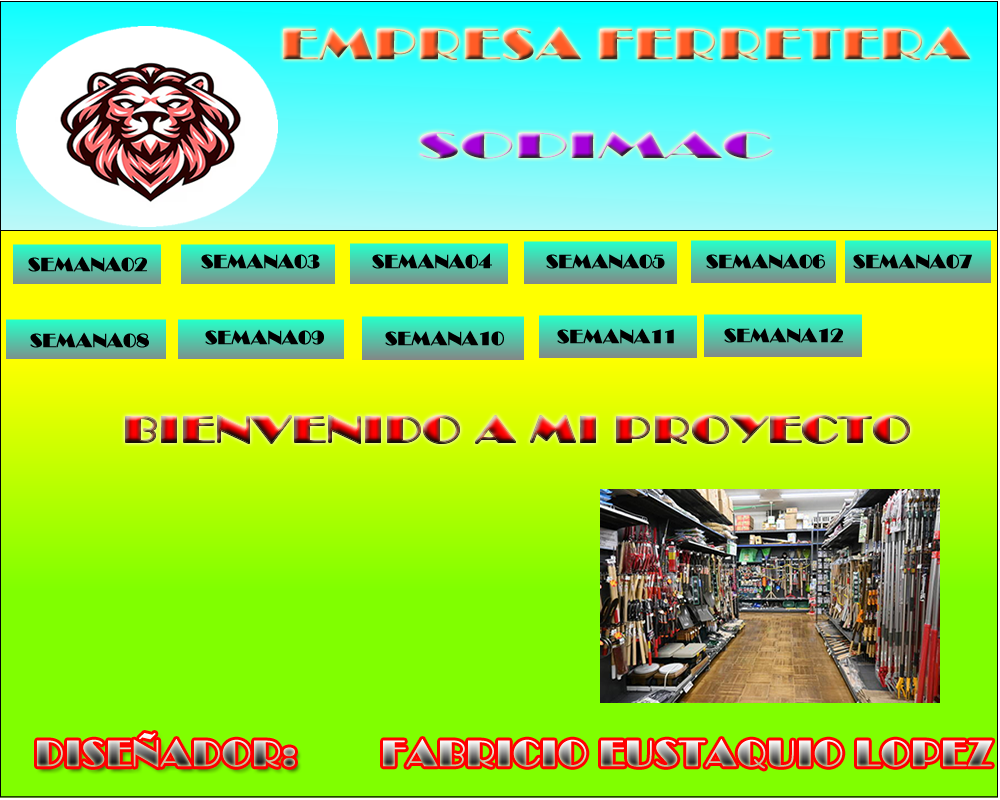 EMPRESA FERRETERA
SODIMAC
SEMANA02 SEMANA03 SEMANA04 SEMANA05 SEMANA06 SEMANA07
SEMANA08 SEMANA09 SEMANA10 SEMANA11 SEMANA12
BIENVENIDO A MI PROYECTO
DISEÑADOR: FABRICIO EUSTAQUIO LOPEZ